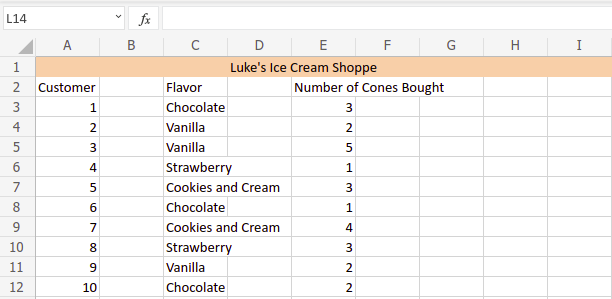 L14 fx
A B C D E F G H I
1 Luke's Ice Cream Shoppe
2 Customer Flavor Number of Cones Bought
3 1 Chocolate 3
4 2 Vanilla 2
5 3 Vanilla 5
6 4 Strawberry 1
7 5 Cookies and Cream 3
8 6 Chocolate 1
9 7 Cookies and Cream 4
10 8 Strawberry 3
11 9 Vanilla 2
12 10 Chocolate 2